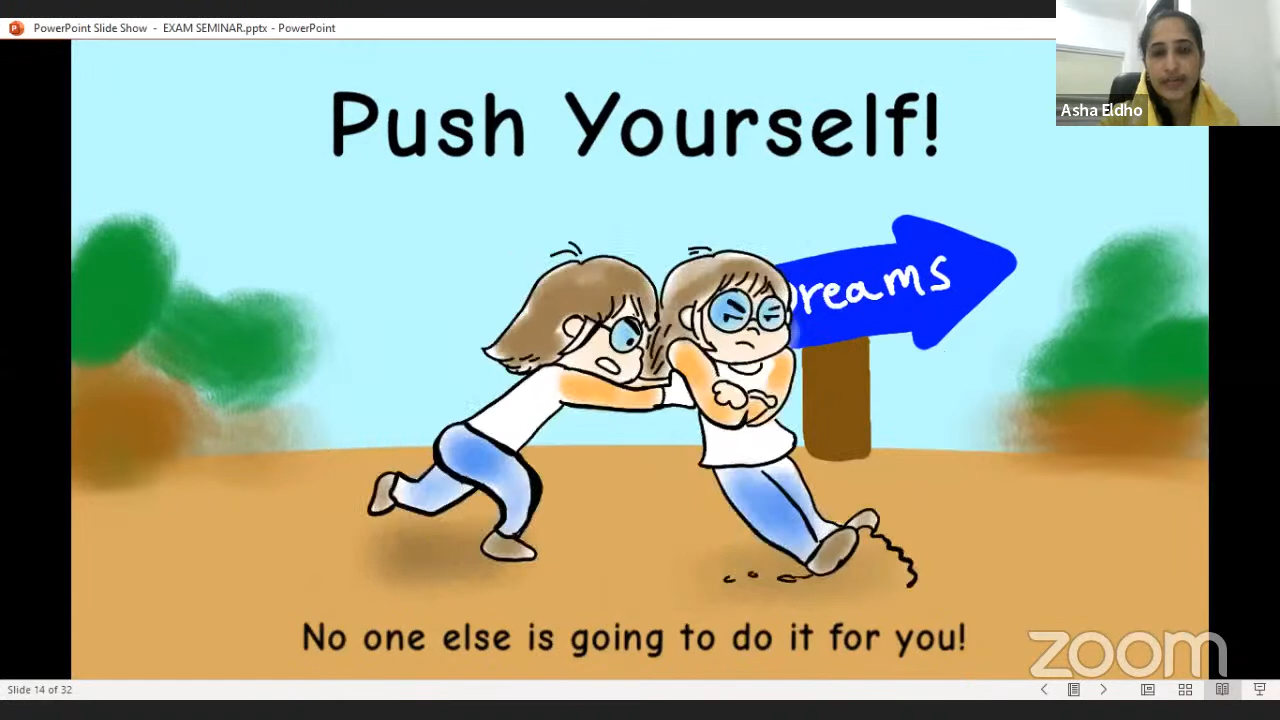 PowerPoint Slide Show - EXAM SEMINAR.pptx - PowerPoint
Asha Eldho
Push Yourself!
Dreams
No one else is going to do it for you!
zoom
Slide 14 of 32